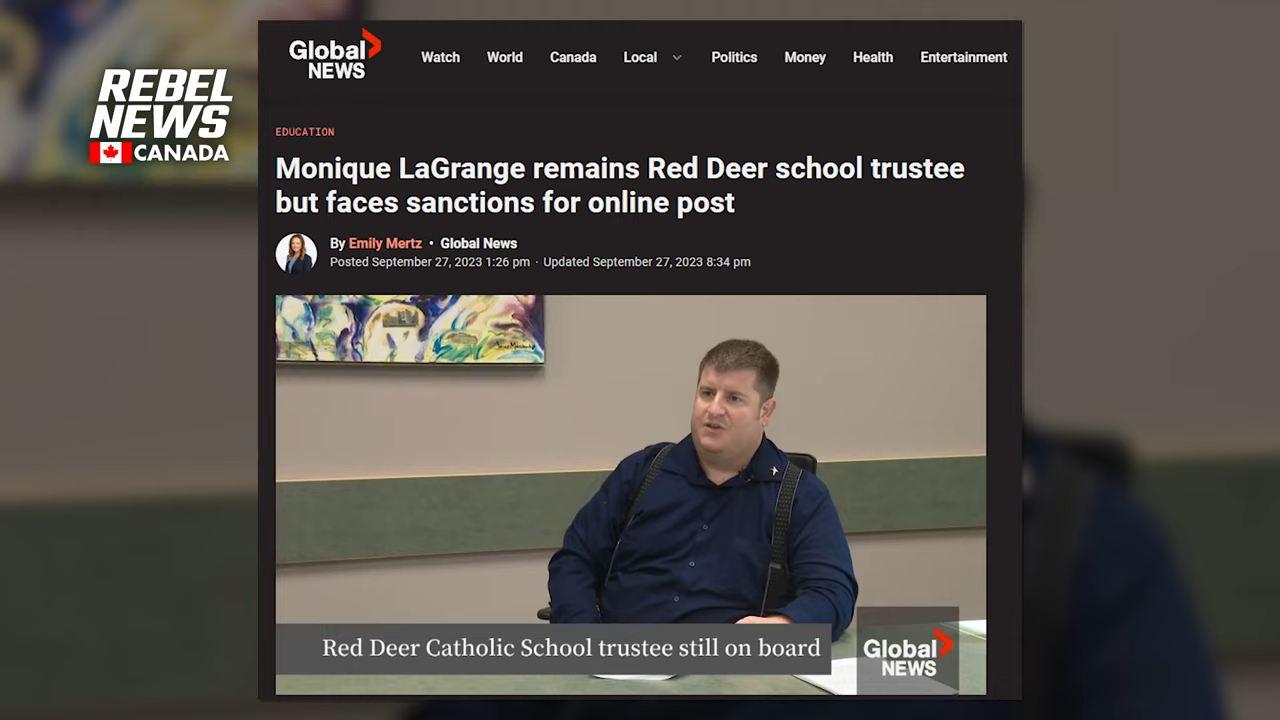 REBEL
NEWS
CANADA
Global
NEWS
Watch World Canada Local Politics Money Health Entertainment
EDUCATION
Monique LaGrange remains Red Deer school trustee
but faces sanctions for online post
By Emily Mertz • Global News
Posted September 27, 2023 1:26 pm · Updated September 27, 2023 8:34 pm
Red Deer Catholic School trustee still on board
Global
NEWS